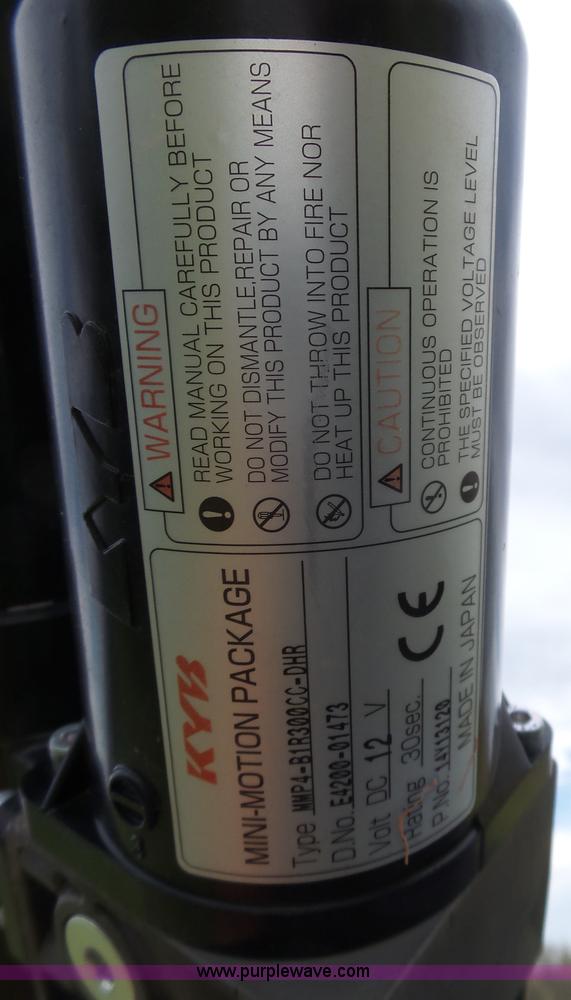 KYB
MINI-MOTION PACKAGE
Type MMP4-B1R300CC-DHR
D.No. E4200-01473
Volt DC 12 V
Rating 30sec.
P.No. 14Y13120
CE
MADE IN JAPAN
WARNING
READ MANUAL CAREFULLY BEFORE
WORKING ON THIS PRODUCT
DO NOT DISMANTLE,REPAIR OR
MODIFY THIS PRODUCT BY ANY MEANS
DO NOT THROW INTO FIRE NOR
HEAT UP THIS PRODUCT
CAUTION
CONTINUOUS OPERATION IS
PROHIBITED
THE SPECIFIED VOLTAGE LEVEL
MUST BE OBSERVED
KYB
www.purplewave.com